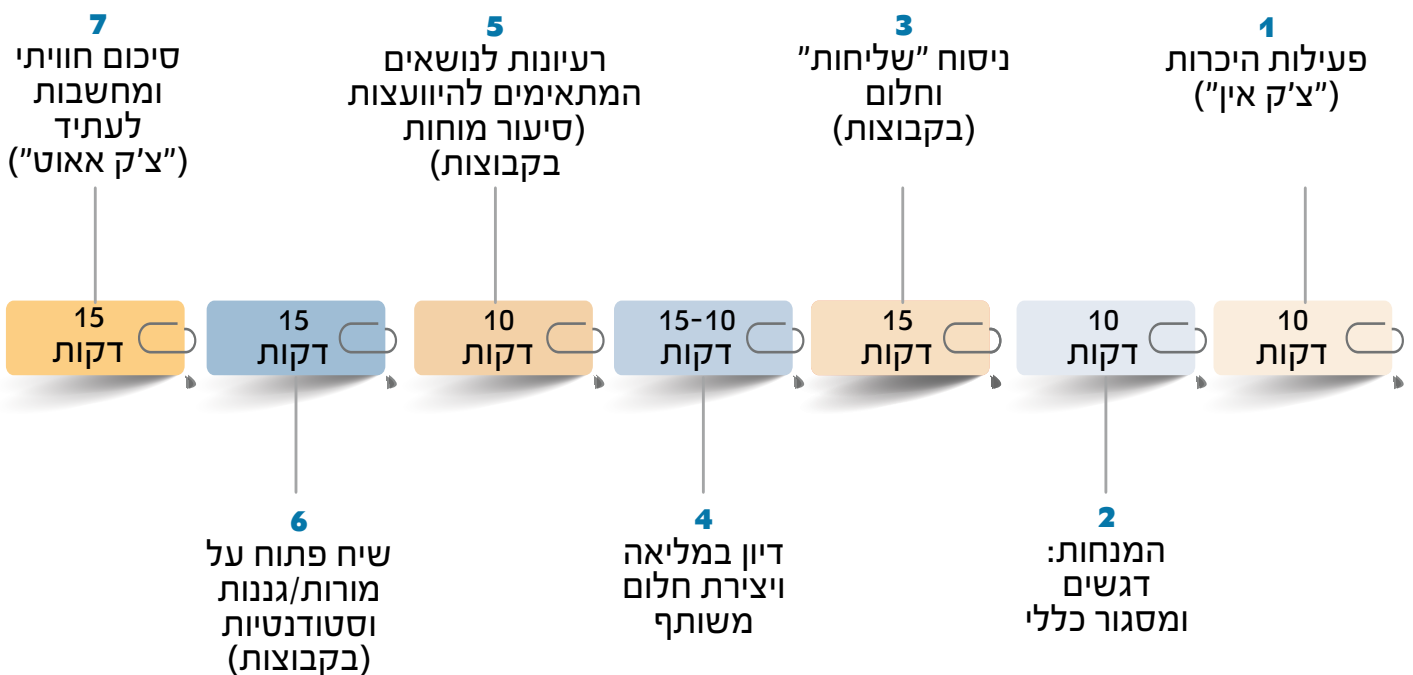 1
פעילות היכרות
("צ'ק אין")
10
דקות
2
המנחות:
דגשים
ומסגור כללי
10
דקות
3
ניסוח "שליחות"
וחלום
(בקבוצות)
15
דקות
4
דיון במליאה
ויצירת חלום
משותף
15-10
דקות
5
רעיונות לנושאים
המתאימים להיוועצות
(סיעור מוחות
בקבוצות)
10
דקות
6
שיח פתוח על
מורות/גננות
וסטודנטיות
(בקבוצות)
15
דקות
7
סיכום חוויתי
ומחשבות
לעתיד
("צ'ק אאוט")
15
דקות